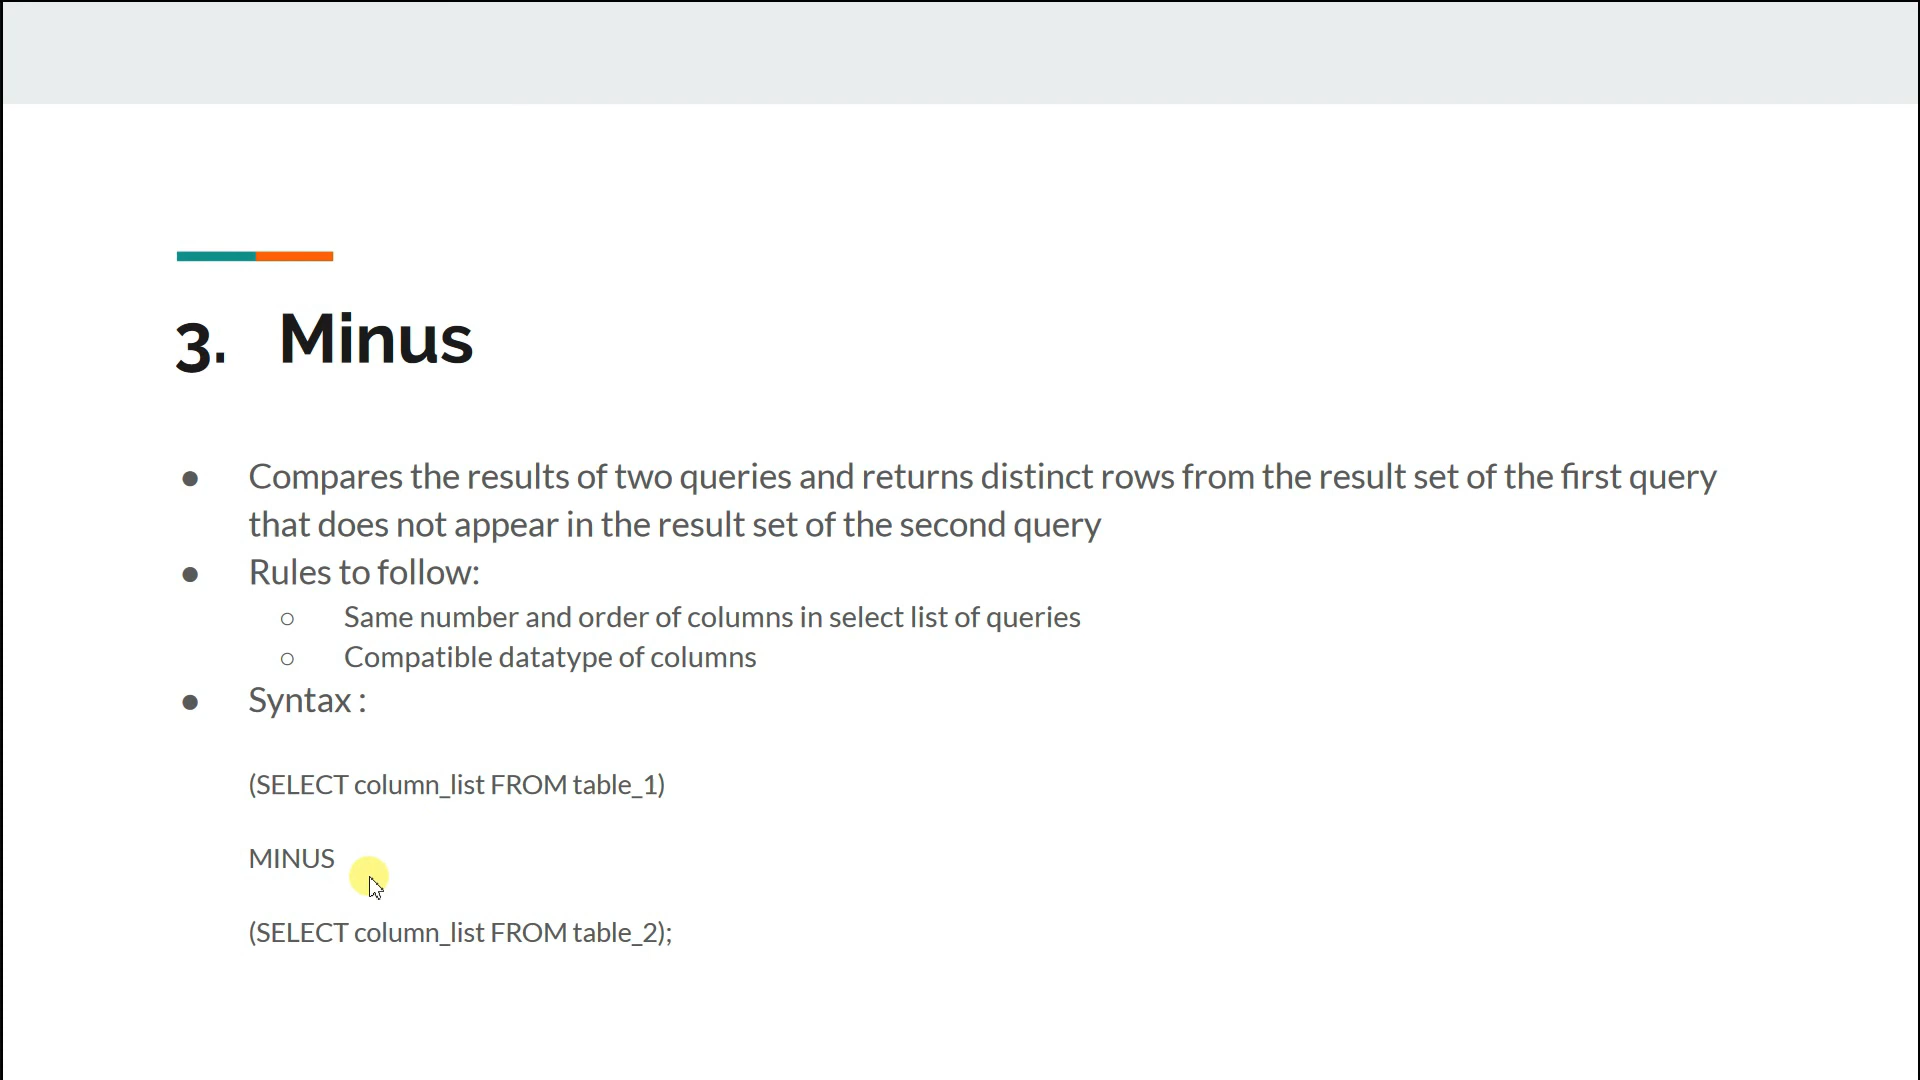 3. Minus
● Compares the results of two queries and returns distinct rows from the result set of the first query
that does not appear in the result set of the second query
● Rules to follow:
○ Same number and order of columns in select list of queries
○ Compatible datatype of columns
● Syntax :
(SELECT column_list FROM table_1)
MINUS
(SELECT column_list FROM table_2);